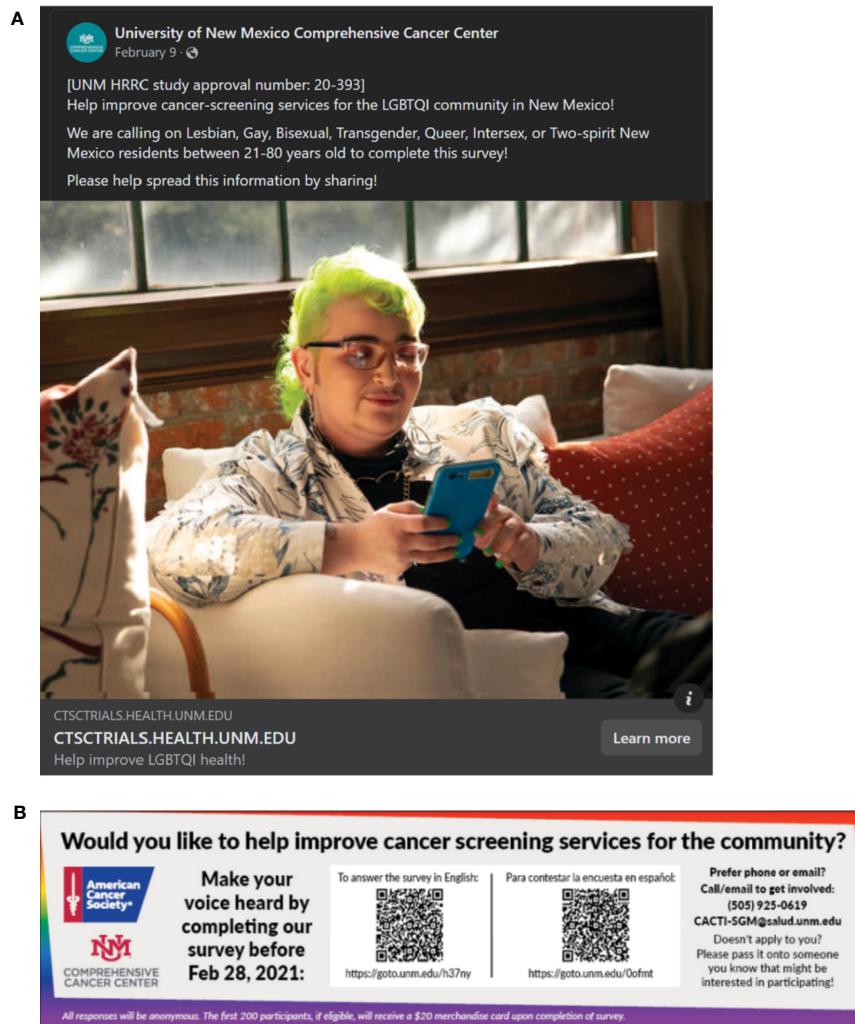 A
University of New Mexico Comprehensive Cancer Center
February 9 ·
[UNM HRRC study approval number: 20-393]
Help improve cancer-screening services for the LGBTQI community in New Mexico!
We are calling on Lesbian, Gay, Bisexual, Transgender, Queer, Intersex, or Two-spirit New
Mexico residents between 21-80 years old to complete this survey!
Please help spread this information by sharing!
CTSCTRIALS.HEALTH.UNM.EDU
CTSCTRIALS.HEALTH.UNM.EDU
Help improve LGBTQI health!
Learn more
B
Would you like to help improve cancer screening services for the community?
American
Cancer
Society®
NM
COMPREHENSIVE
CANCER CENTER
Make your
voice heard by
completing our
survey before
Feb 28, 2021:
To answer the survey in English:
https://goto.unm.edu/h37ny
Para contestar la encuesta en español:
https://goto.unm.edu/0ofmt
Prefer phone or email?
Call/email to get involved:
(505) 925-0619
CACTI-SGM@salud.unm.edu
Doesn't apply to you?
Please pass it onto someone
you know that might be
interested in participating!
All responses will be anonymous. The first 200 participants, if eligible, will receive a $20 merchandise card upon completion of survey.